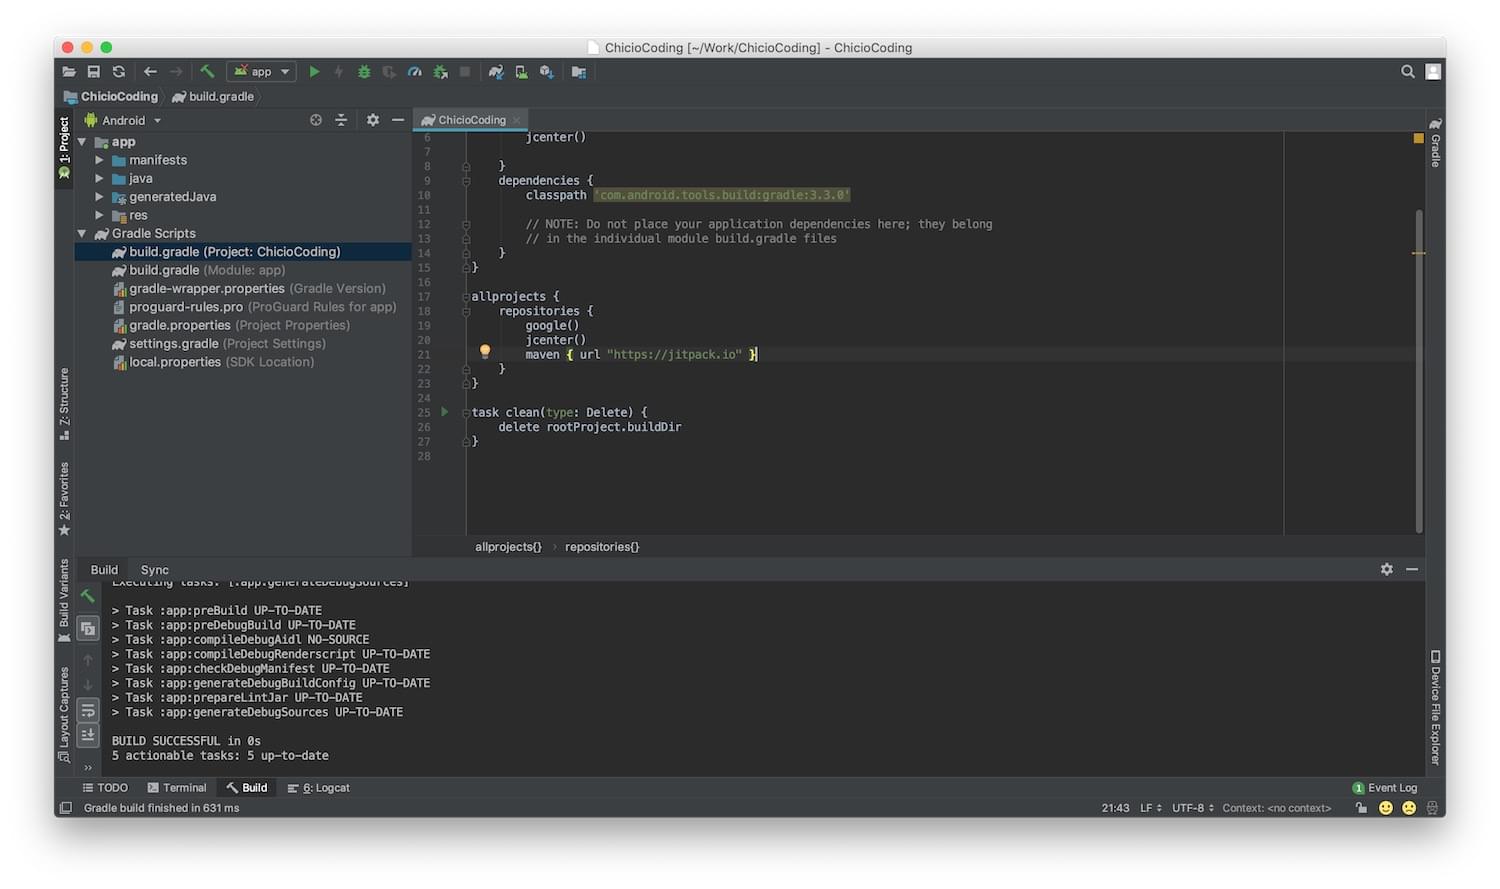 ChicioCoding [~/Work/ChicioCoding] - ChicioCoding
app
ChicioCoding
build.gradle
1: Project
Z: Structure
2: Favorites
Build Variants
Layout Captures
Android
app
manifests
java
generatedJava
res
Gradle Scripts
build.gradle (Project: ChicioCoding)
build.gradle (Module: app)
gradle-wrapper.properties (Gradle Version)
proguard-rules.pro (ProGuard Rules for app)
gradle.properties (Project Properties)
settings.gradle (Project Settings)
local.properties (SDK Location)
ChicioCoding
6 jcenter()
7
8 }
9 dependencies {
10 classpath 'com.android.tools.build:gradle:3.3.0'
11
12 // NOTE: Do not place your application dependencies here; they belong
13 // in the individual module build.gradle files
14 }
15 }
16
17 allprojects {
18 repositories {
19 google()
20 jcenter()
21 maven { url "https://jitpack.io" }
22 }
23 }
24
25 task clean(type: Delete) {
26 delete rootProject.buildDir
27 }
28
allprojects{} › repositories{}
Gradle
Device File Explorer
Build Sync
Executing tasks: [:app:generateDebugSources]
> Task :app:preBuild UP-TO-DATE
> Task :app:preDebugBuild UP-TO-DATE
> Task :app:compileDebugAidl NO-SOURCE
> Task :app:compileDebugRenderscript UP-TO-DATE
> Task :app:checkDebugManifest UP-TO-DATE
> Task :app:generateDebugBuildConfig UP-TO-DATE
> Task :app:prepareLintJar UP-TO-DATE
> Task :app:generateDebugSources UP-TO-DATE
BUILD SUCCESSFUL in 0s
5 actionable tasks: 5 up-to-date
»
TODO Terminal Build 6: Logcat
1 Event Log
Gradle build finished in 631 ms
21:43 LF UTF-8 Context: <no context>